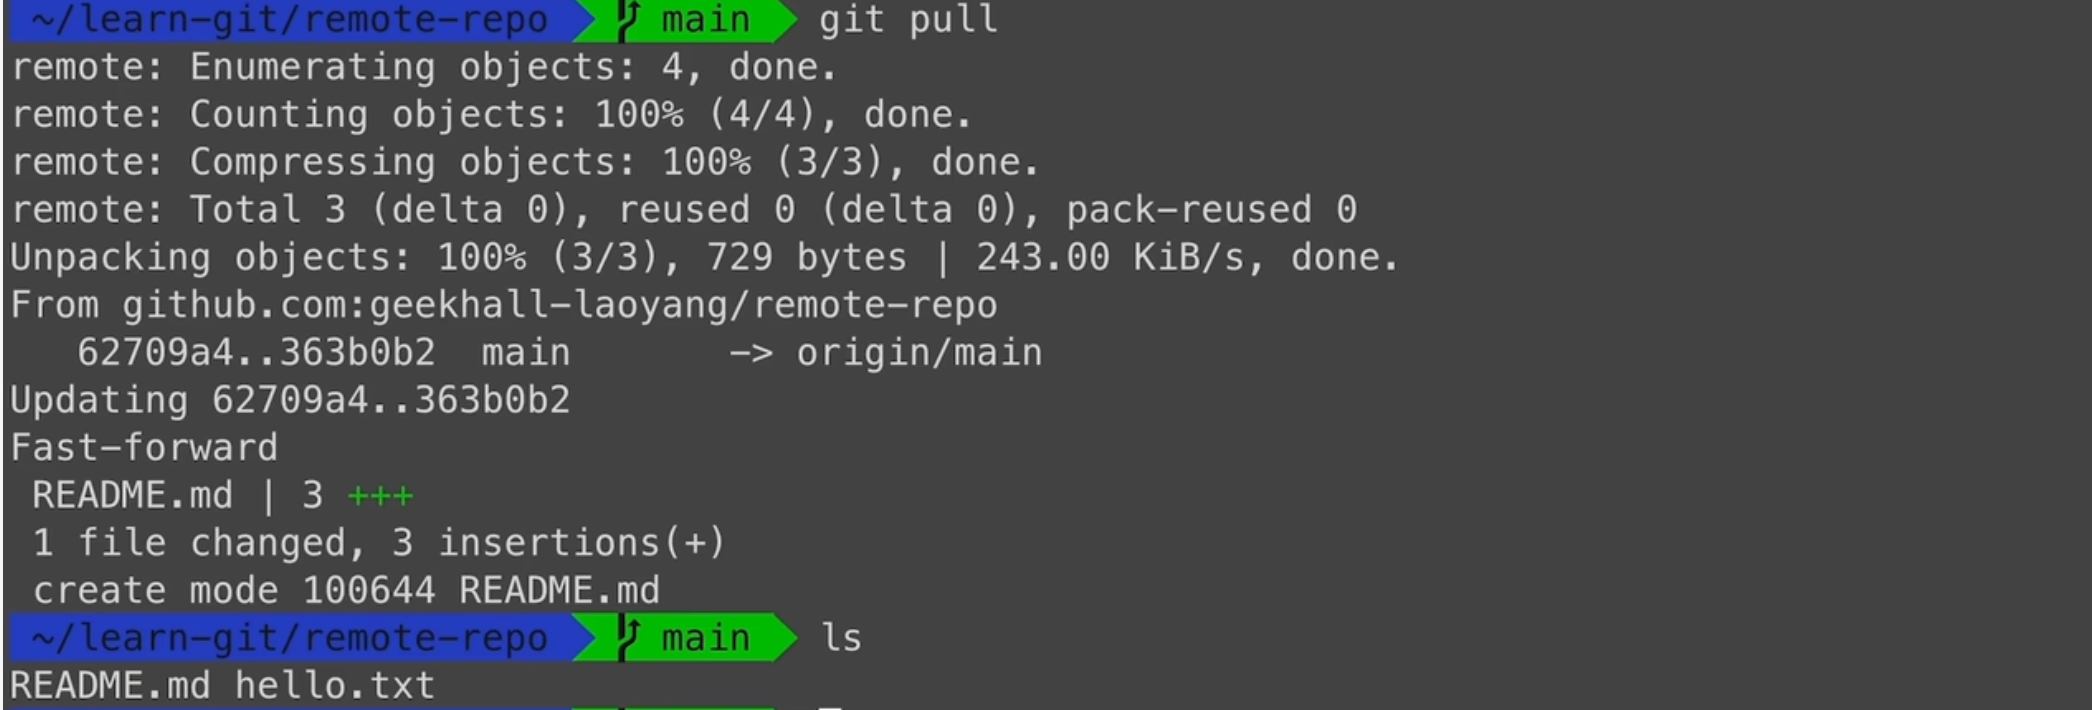 ~/learn-git/remote-repo main git pull
remote: Enumerating objects: 4, done.
remote: Counting objects: 100% (4/4), done.
remote: Compressing objects: 100% (3/3), done.
remote: Total 3 (delta 0), reused 0 (delta 0), pack-reused 0
Unpacking objects: 100% (3/3), 729 bytes | 243.00 KiB/s, done.
From github.com:geekhall-laoyang/remote-repo
   62709a4..363b0b2  main       -> origin/main
Updating 62709a4..363b0b2
Fast-forward
 README.md | 3 +++
 1 file changed, 3 insertions(+)
 create mode 100644 README.md
~/learn-git/remote-repo main ls
README.md hello.txt